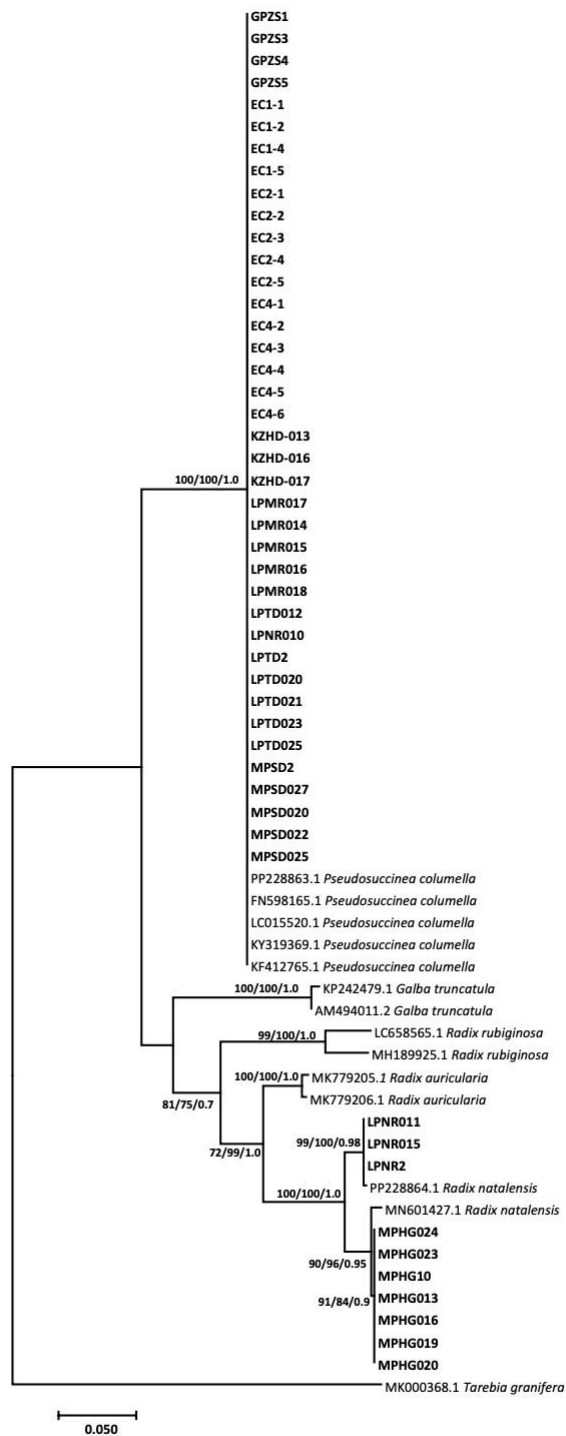 GPZS1
GPZS3
GPZS4
GPZS5
EC1-1
EC1-2
EC1-4
EC1-5
EC2-1
EC2-2
EC2-3
EC2-4
EC2-5
EC4-1
EC4-2
EC4-3
EC4-4
EC4-5
EC4-6
KZHD-013
KZHD-016
100/100/1.0 KZHD-017
LPMR017
LPMR014
LPMR015
LPMR016
LPMR018
LPTD012
LPNR010
LPTD2
LPTD020
LPTD021
LPTD023
LPTD025
MPSD2
MPSD027
MPSD020
MPSD022
MPSD025
PP228863.1 Pseudosuccinea columella
FN598165.1 Pseudosuccinea columella
LC015520.1 Pseudosuccinea columella
KY319369.1 Pseudosuccinea columella
KF412765.1 Pseudosuccinea columella
100/100/1.0 KP242479.1 Galba truncatula
AM494011.2 Galba truncatula
99/100/1.0 LC658565.1 Radix rubiginosa
MH189925.1 Radix rubiginosa
100/100/1.0 MK779205.1 Radix auricularia
MK779206.1 Radix auricularia
81/75/0.7
LPNR011
99/100/0.98 LPNR015
72/99/1.0
LPNR2
PP228864.1 Radix natalensis
100/100/1.0
MN601427.1 Radix natalensis
MPHG024
MPHG023
90/96/0.95
MPHG10
MPHG013
91/84/0.9
MPHG016
MPHG019
MPHG020
MK000368.1 Tarebia granifera
0.050